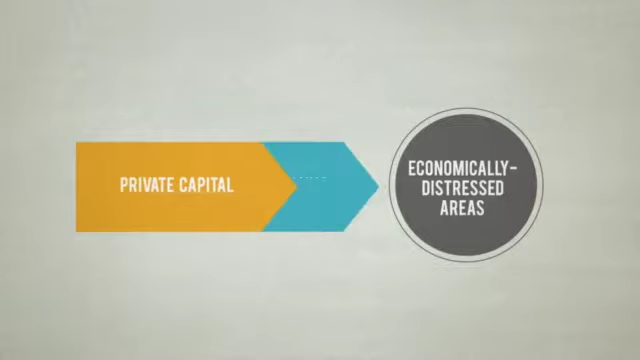 PRIVATE CAPITAL
ECONOMICALLY-
DISTRESSED
AREAS